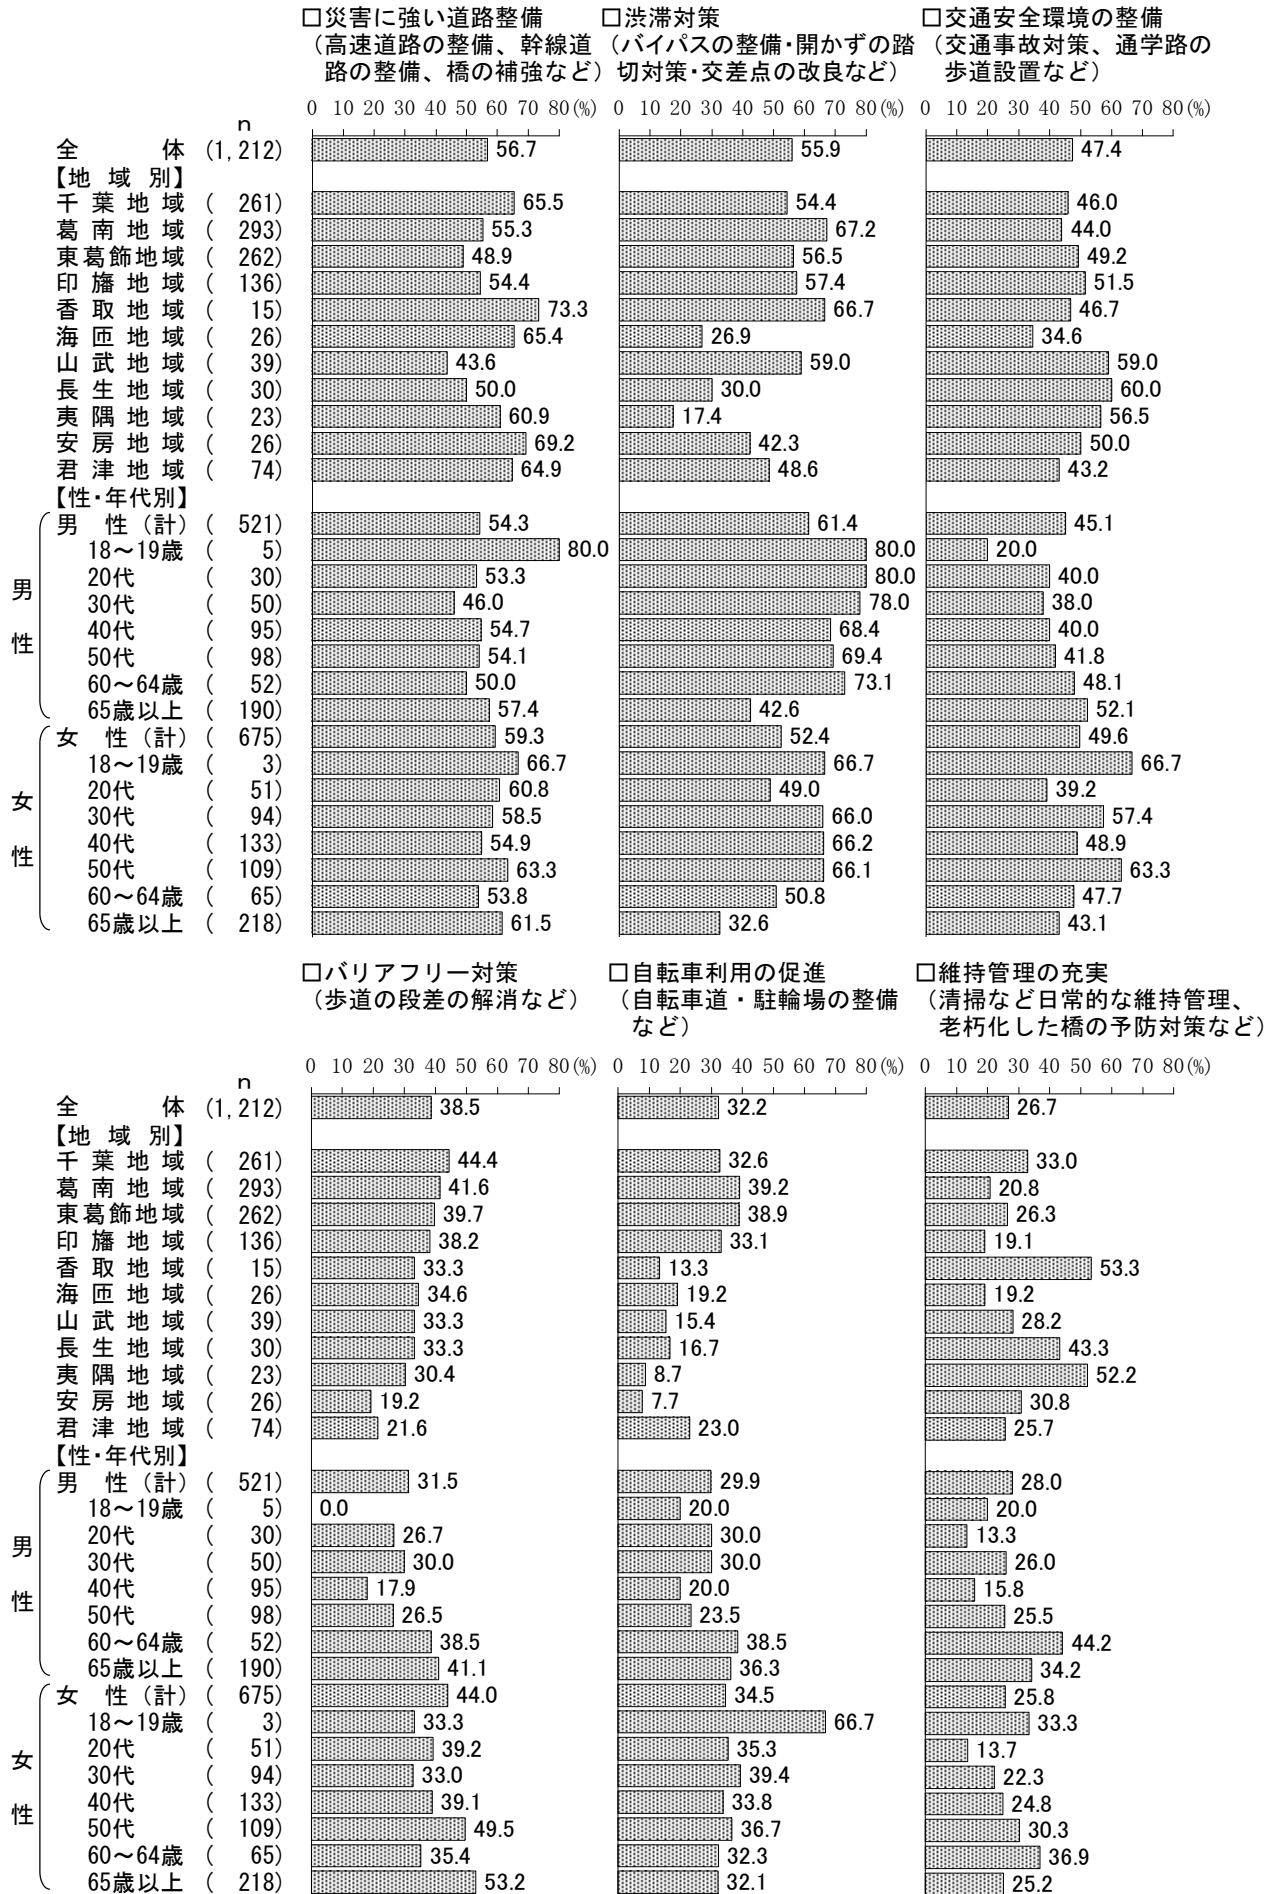 □災害に強い道路整備 □渋滞対策 □交通安全環境の整備
(高速道路の整備、幹線道 (バイパスの整備・開かずの踏 (交通事故対策、通学路の
路の整備、橋の補強など) 切対策・交差点の改良など) 歩道設置など)
0 10 20 30 40 50 60 70 80(%) 0 10 20 30 40 50 60 70 80(%) 0 10 20 30 40 50 60 70 80(%)
n
全 体 (1,212) 56.7 55.9 47.4
【地 域 別】
千 葉 地 域 ( 261) 65.5 54.4 46.0
葛 南 地 域 ( 293) 55.3 67.2 44.0
東葛飾地域 ( 262) 48.9 56.5 49.2
印 旛 地 域 ( 136) 54.4 57.4 51.5
香 取 地 域 ( 15) 73.3 66.7 46.7
海 匝 地 域 ( 26) 65.4 26.9 34.6
山 武 地 域 ( 39) 43.6 59.0 59.0
長 生 地 域 ( 30) 50.0 30.0 60.0
夷 隅 地 域 ( 23) 60.9 17.4 56.5
安 房 地 域 ( 26) 69.2 42.3 50.0
君 津 地 域 ( 74) 64.9 48.6 43.2
【性・年代別】
男 性(計) ( 521) 54.3 61.4 45.1
18～19歳 ( 5) 80.0 80.0 20.0
20代 ( 30) 53.3 80.0 40.0
30代 ( 50) 46.0 78.0 38.0
40代 ( 95) 54.7 68.4 40.0
50代 ( 98) 54.1 69.4 41.8
60～64歳 ( 52) 50.0 73.1 48.1
65歳以上 ( 190) 57.4 42.6 52.1
男性
女 性(計) ( 675) 59.3 52.4 49.6
18～19歳 ( 3) 66.7 66.7 66.7
20代 ( 51) 60.8 49.0 39.2
30代 ( 94) 58.5 66.0 57.4
40代 ( 133) 54.9 66.2 48.9
50代 ( 109) 63.3 66.1 63.3
60～64歳 ( 65) 53.8 50.8 47.7
65歳以上 ( 218) 61.5 32.6 43.1
女性
□バリアフリー対策 □自転車利用の促進 □維持管理の充実
(歩道の段差の解消など) (自転車道・駐輪場の整備 (清掃など日常的な維持管理、
など) 老朽化した橋の予防対策など)
0 10 20 30 40 50 60 70 80(%) 0 10 20 30 40 50 60 70 80(%) 0 10 20 30 40 50 60 70 80(%)
n
全 体 (1,212) 38.5 32.2 26.7
【地 域 別】
千 葉 地 域 ( 261) 44.4 32.6 33.0
葛 南 地 域 ( 293) 41.6 39.2 20.8
東葛飾地域 ( 262) 39.7 38.9 26.3
印 旛 地 域 ( 136) 38.2 33.1 19.1
香 取 地 域 ( 15) 33.3 13.3 53.3
海 匝 地 域 ( 26) 34.6 19.2 19.2
山 武 地 域 ( 39) 33.3 15.4 28.2
長 生 地 域 ( 30) 33.3 16.7 43.3
夷 隅 地 域 ( 23) 30.4 8.7 52.2
安 房 地 域 ( 26) 19.2 7.7 30.8
君 津 地 域 ( 74) 21.6 23.0 25.7
【性・年代別】
男 性(計) ( 521) 31.5 29.9 28.0
18～19歳 ( 5) 0.0 20.0 20.0
20代 ( 30) 26.7 30.0 13.3
30代 ( 50) 30.0 30.0 26.0
40代 ( 95) 17.9 20.0 15.8
50代 ( 98) 26.5 23.5 25.5
60～64歳 ( 52) 38.5 38.5 44.2
65歳以上 ( 190) 41.1 36.3 34.2
男性
女 性(計) ( 675) 44.0 34.5 25.8
18～19歳 ( 3) 33.3 66.7 33.3
20代 ( 51) 39.2 35.3 13.7
30代 ( 94) 33.0 39.4 22.3
40代 ( 133) 39.1 33.8 24.8
50代 ( 109) 49.5 36.7 30.3
60～64歳 ( 65) 35.4 32.3 36.9
65歳以上 ( 218) 53.2 32.1 25.2
女性